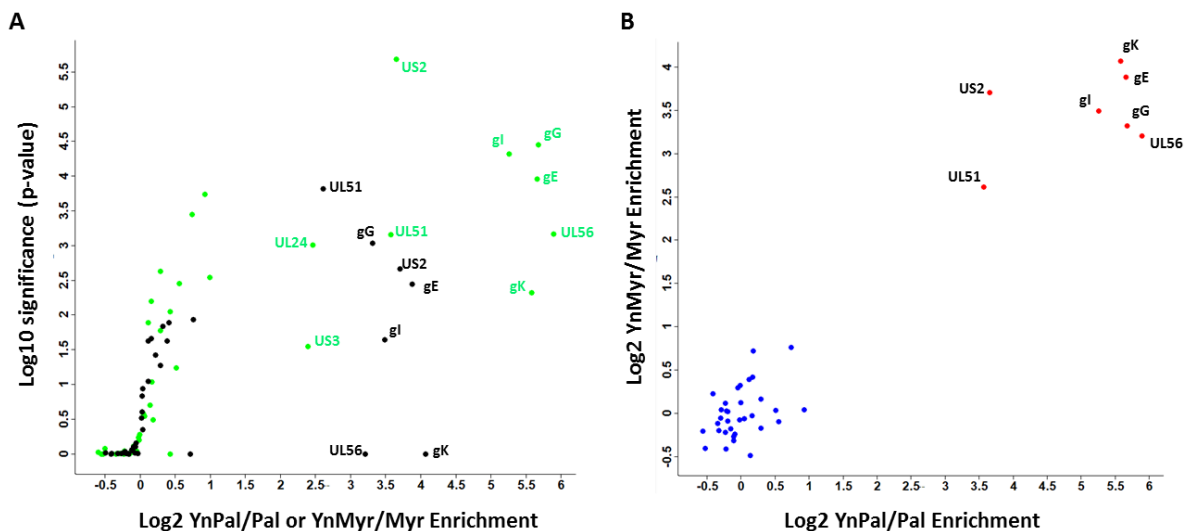 A
Log10 significance (p-value)
5.5
5
4.5
4
3.5
3
2.5
2
1.5
1
0.5
0
US2
gI
gG
gE
UL51
gG
UL51
UL24
UL56
US2
gE
gK
gI
US3
UL56
gK
-0.5 0 0.5 1 1.5 2 2.5 3 3.5 4 4.5 5 5.5 6
Log2 YnPal/Pal or YnMyr/Myr Enrichment
B
Log2 YnMyr/Myr Enrichment
4
3.5
3
2.5
2
1.5
1
0.5
0
-0.5
gK
gE
US2
gI
gG
UL56
UL51
-0.5 0 0.5 1 1.5 2 2.5 3 3.5 4 4.5 5 5.5 6
Log2 YnPal/Pal Enrichment